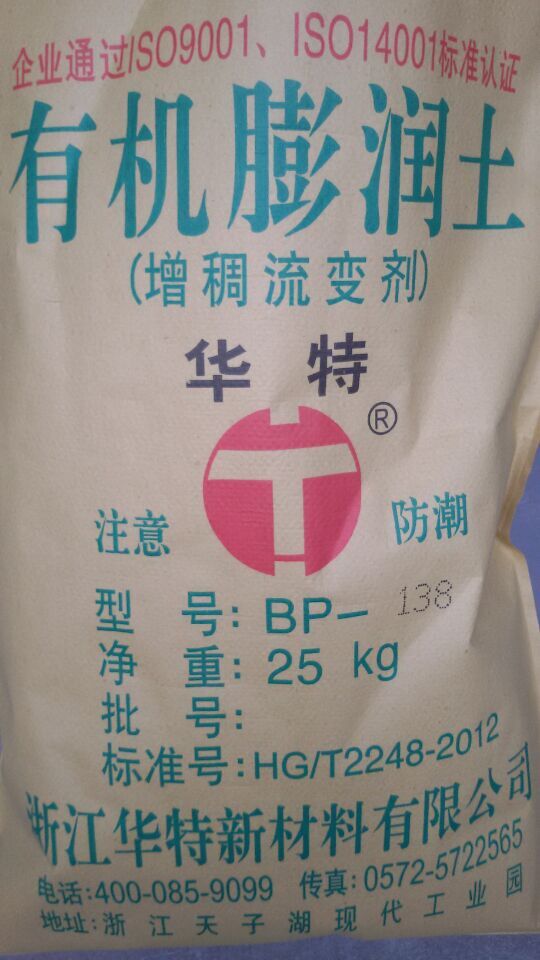 企业通过ISO9001、ISO14001标准认证
有机膨润土
(增稠流变剂)
华特
®
注意 防潮
型 号: BP-138
净 重: 25 kg
批 号:
标准号: HG/T2248-2012
浙江华特新材料有限公司
电话:400-085-9099 传真:0572-5722565
地址:浙江天子湖现代工业园